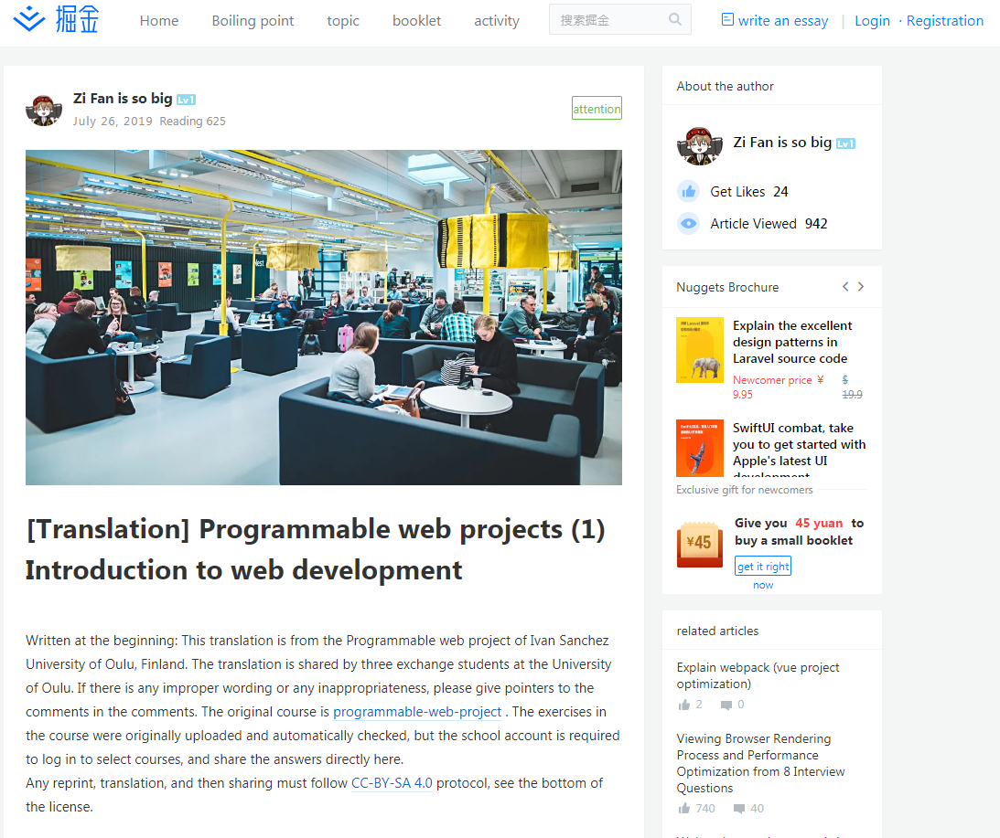 掘金
Home
Boiling point
topic
booklet
activity
搜索掘金
write an essay
Login
· Registration
Zi Fan is so big Lv1
July 26, 2019 Reading 625
attention
[Translation] Programmable web projects (1)
Introduction to web development
Written at the beginning: This translation is from the Programmable web project of Ivan Sanchez
University of Oulu, Finland. The translation is shared by three exchange students at the University
of Oulu. If there is any improper wording or any inappropriateness, please give pointers to the
comments in the comments. The original course is programmable-web-project . The exercises in
the course were originally uploaded and automatically checked, but the school account is required
to log in to select courses, and share the answers directly here.
Any reprint, translation, and then sharing must follow CC-BY-SA 4.0 protocol, see the bottom of
the license.
About the author
Zi Fan is so big Lv1
Get Likes 24
Article Viewed 942
Nuggets Brochure
Explain the excellent
design patterns in
Laravel source code
Newcomer price ¥ $
9.95 19.9
SwiftUI combat, take
you to get started with
Apple's latest UI
development
Exclusive gift for newcomers
¥45
Give you 45 yuan to
buy a small booklet
get it right
now
related articles
Explain webpack (vue project
optimization)
2 0
Viewing Browser Rendering
Process and Performance
Optimization from 8 Interview
Questions
740 40